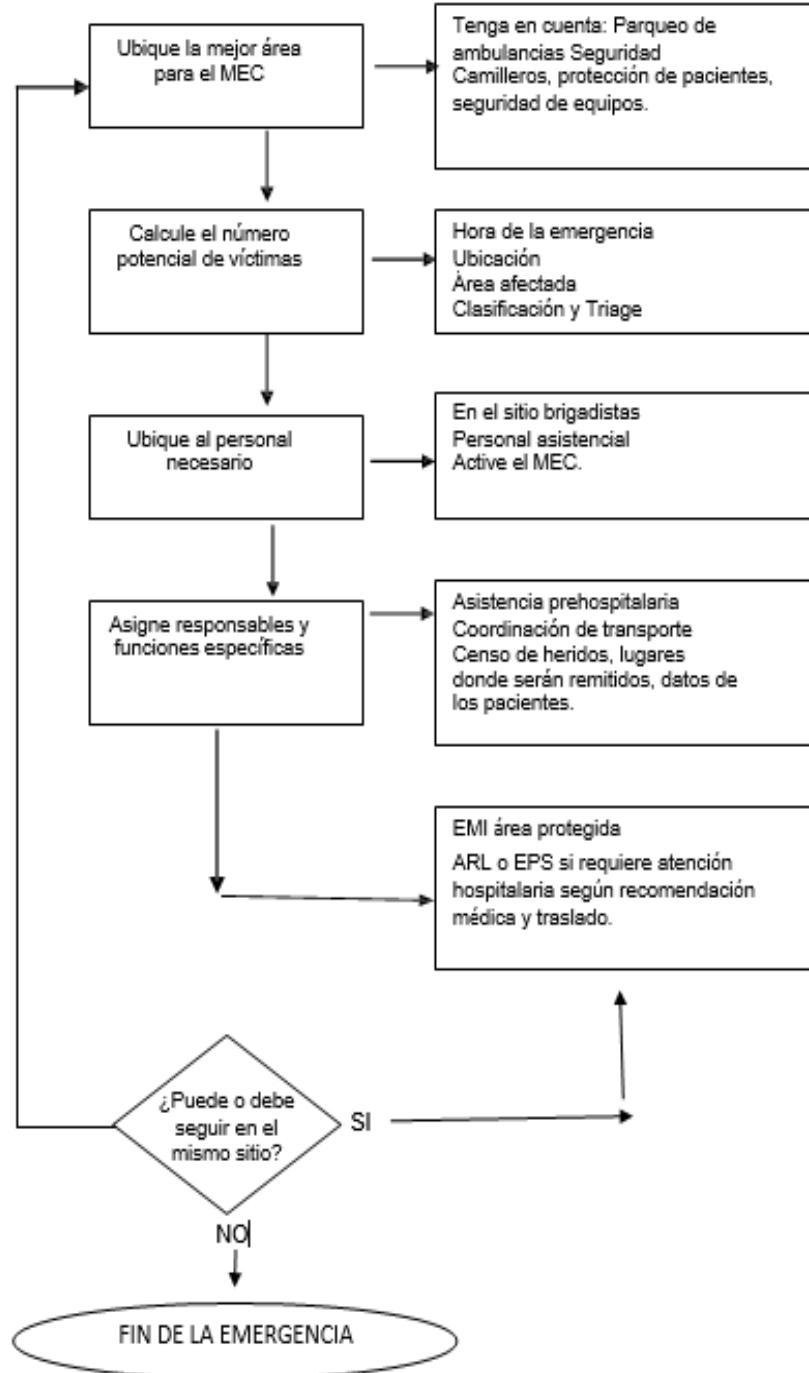 Ubique la mejor área
para el MEC
Tenga en cuenta: Parqueo de
ambulancias Seguridad
Camilleros, protección de pacientes,
seguridad de equipos.
Calcule el número
potencial de víctimas
Hora de la emergencia
Ubicación
Àrea afectada
Clasificación y Triage
Ubique al personal
necesario
En el sitio brigadistas
Personal asistencial
Active el MEC.
Asigne responsables y
funciones específicas
Asistencia prehospitalaria
Coordinación de transporte
Censo de heridos, lugares
donde serán remitidos, datos de
los pacientes.
EMI área protegida
ARL o EPS si requiere atención
hospitalaria según recomendación
médica y traslado.
¿Puede o debe
seguir en el
mismo sitio?
SI
NO
FIN DE LA EMERGENCIA